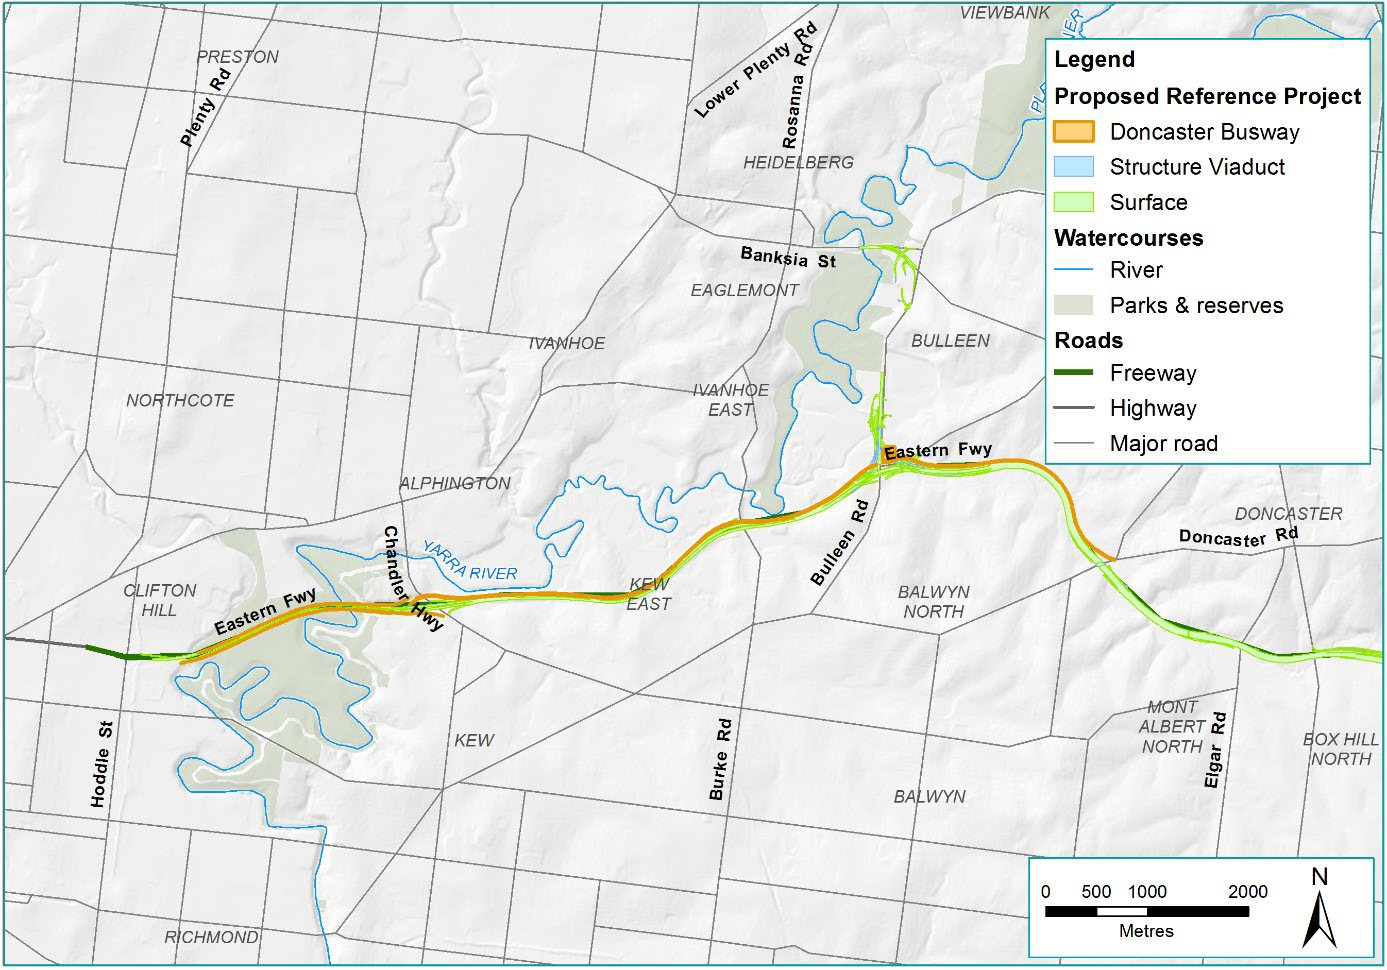 VIEWBANK
PRESTON
Plenty Rd
Lower Plenty Rd
Rosanna Rd
HEIDELBERG
Banksia St
EAGLEMONT
BULLEEN
IVANHOE
IVANHOE
EAST
NORTHCOTE
Eastern Fwy
ALPHINGTON
Chandler Hwy
YARRA RIVER
Bulleen Rd
DONCASTER
Doncaster Rd
CLIFTON
HILL
Eastern Fwy
KEW
EAST
BALWYN
NORTH
Hoddle St
KEW
Burke Rd
BALWYN
MONT
ALBERT
NORTH
Elgar Rd
BOX HILL
NORTH
RICHMOND
Legend
Proposed Reference Project
Doncaster Busway
Structure Viaduct
Surface
Watercourses
River
Parks & reserves
Roads
Freeway
Highway
Major road
0 500 1000 2000
Metres
N